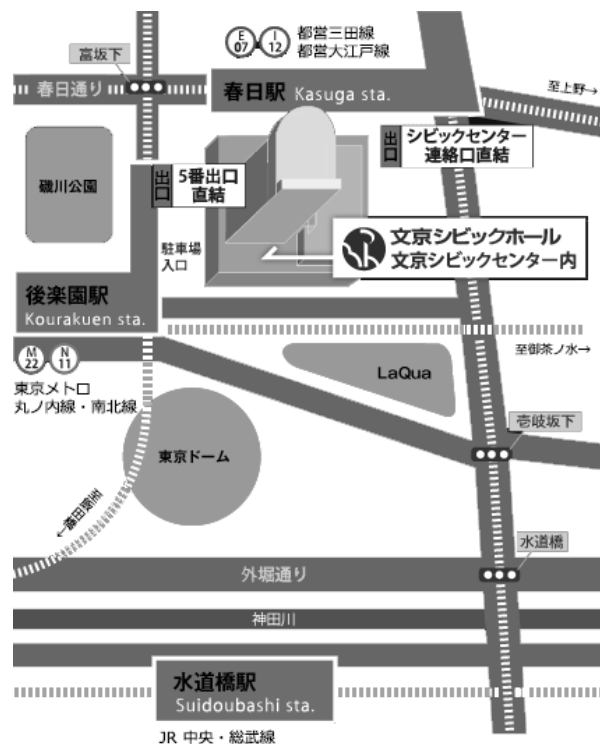 E
07
I
12
都営三田線
都営大江戸線
富坂下
春日通り
春日駅 Kasuga sta.
至上野→
出口
シビックセンター
連絡口直結
磯川公園
出口
5番出口
直結
駐車場
入口
文京シビックホール
文京シビックセンター内
後楽園駅
Kourakuen sta.
M
22
N
11
東京メトロ
丸ノ内線・南北線
至御茶ノ水→
LaQua
壱岐坂下
東京ドーム
水道橋
外堀通り
神田川
水道橋駅
Suidoubashi sta.
JR 中央・総武線